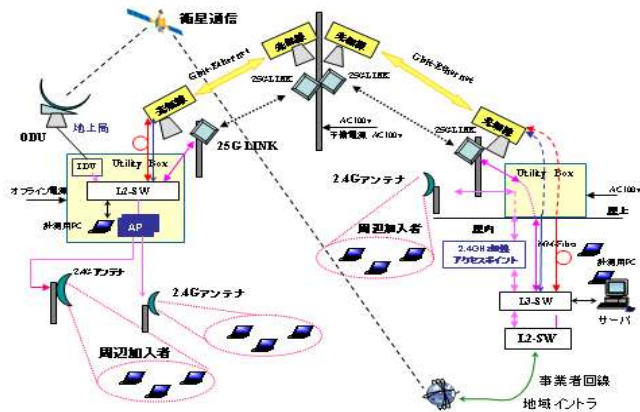 衛星通信
光無線
光無線
Gbit-Ethernet
Gbit-Ethernet
25G LINK
25G LINK
地上局
光無線
光無線
ODU
25G LINK
AC100v
予備電源 AC100v
25G LINK
IDU
Utility Box
L2-SW
オフライン電源
計測用PC
AP
2.4Gアンテナ
Utility Box
AC100v
屋上
屋内
周辺加入者
2.4GHz無線
アクセスポイント
計測用PC
2.4Gアンテナ
2.4Gアンテナ
L3-SW
サーバ
L2-SW
周辺加入者
事業者回線
地域イントラ